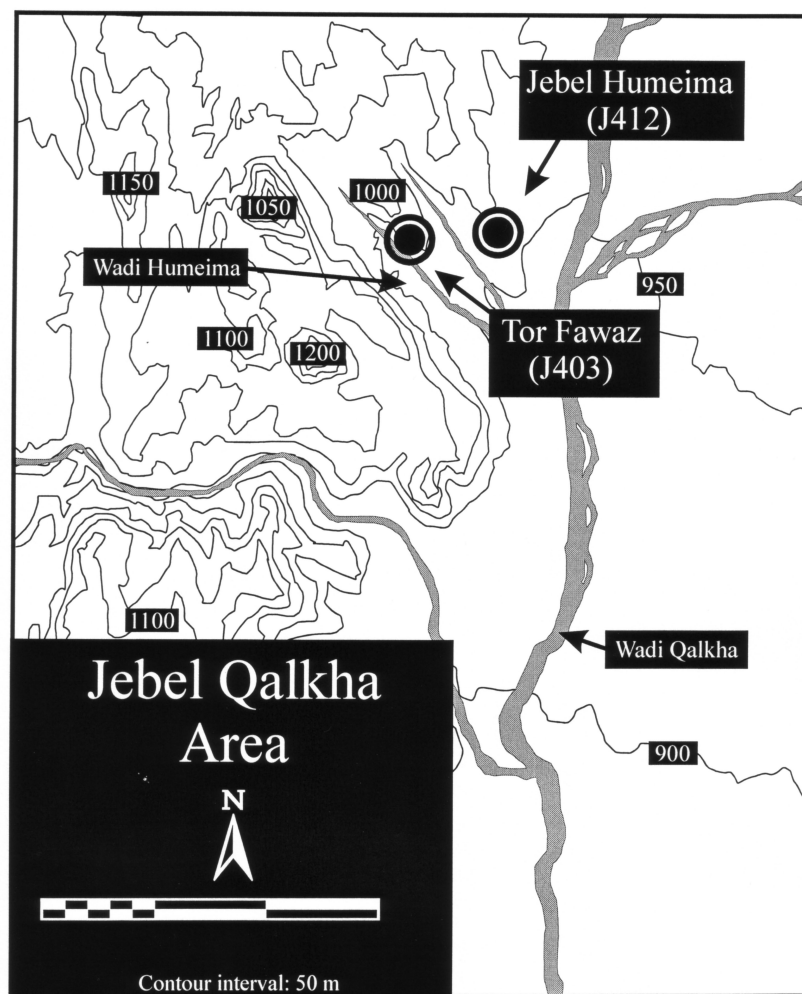 Jebel Humeima
(J412)
1150
1050
1000
Wadi Humeima
950
1100
1200
Tor Fawaz
(J403)
1100
Wadi Qalkha
Jebel Qalkha
Area
900
N
Contour interval: 50 m